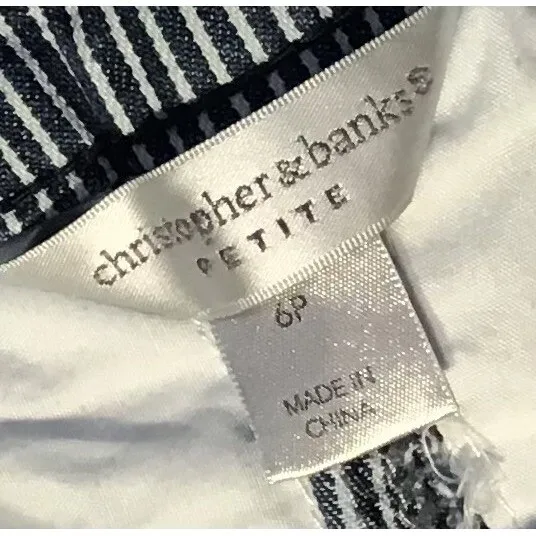 christopher & banks®
PETITE
6P
MADE IN
CHINA